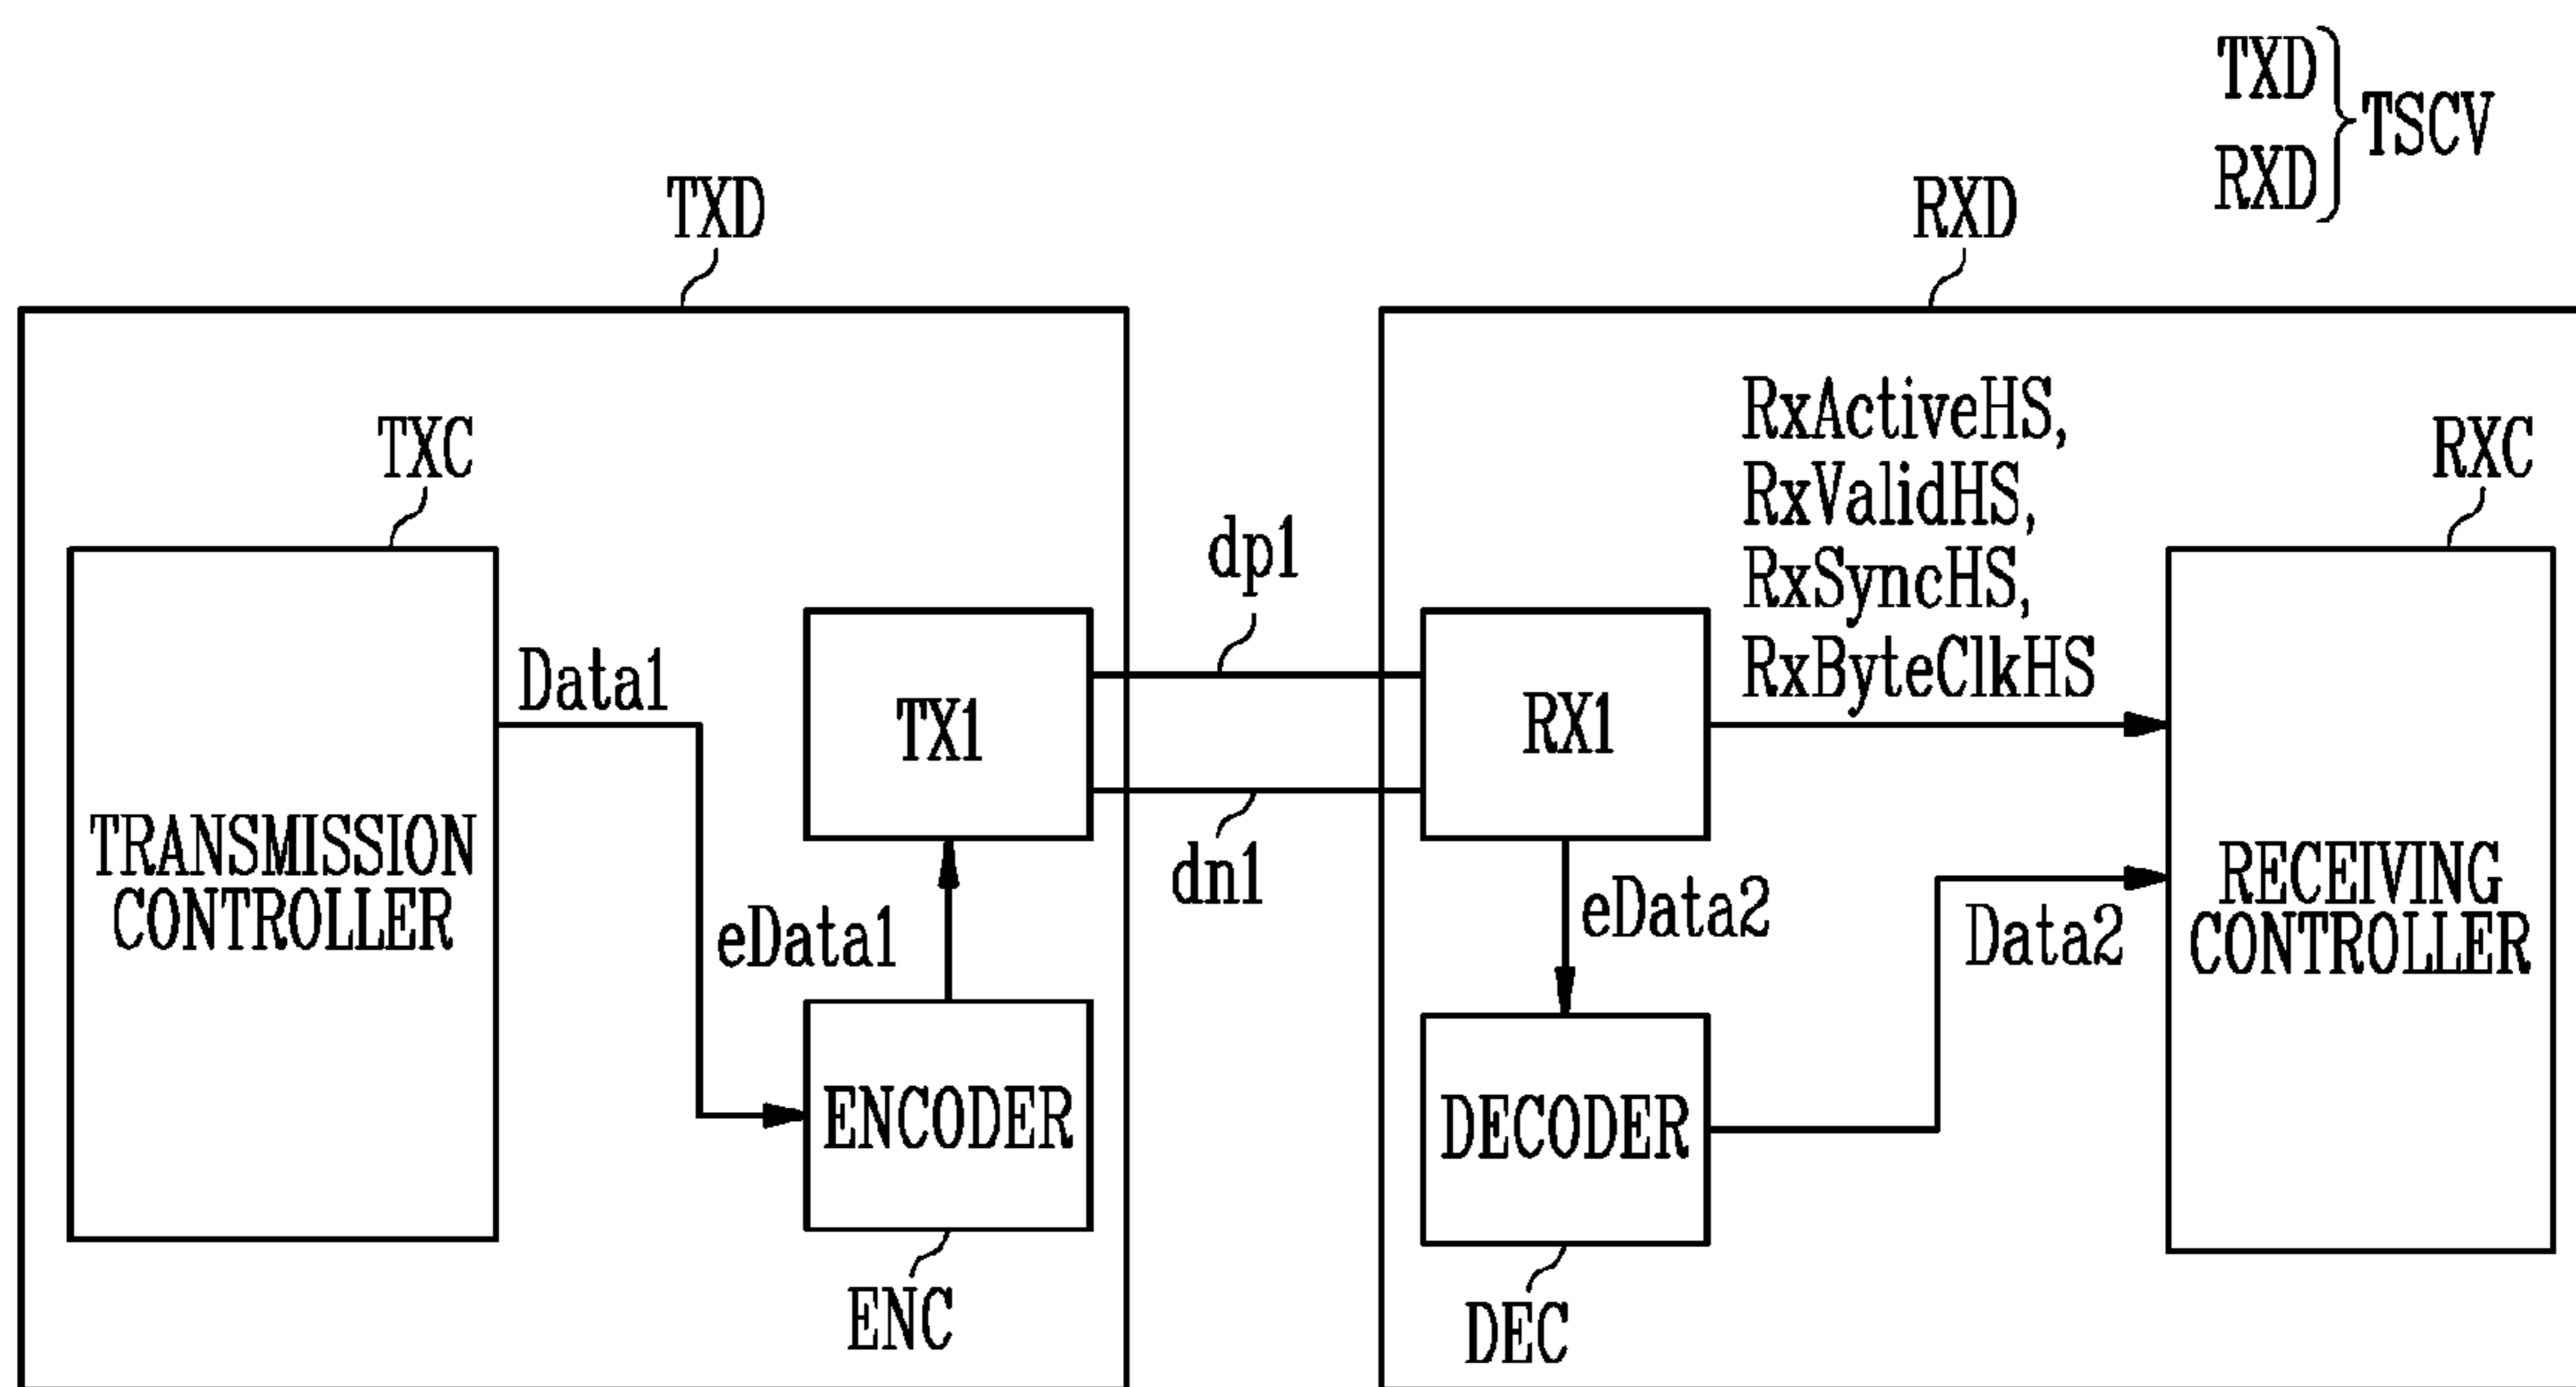 TXD
RXD
TSCV
TXD
RXD
TXC
RXC
RxActiveHS,
RxValidHS,
RxSyncHS,
RxByteClkHS
dp1
Data1
TX1
RX1
dn1
TRANSMISSION
CONTROLLER
eData1
eData2
Data2
RECEIVING
CONTROLLER
ENCODER
DECODER
ENC
DEC